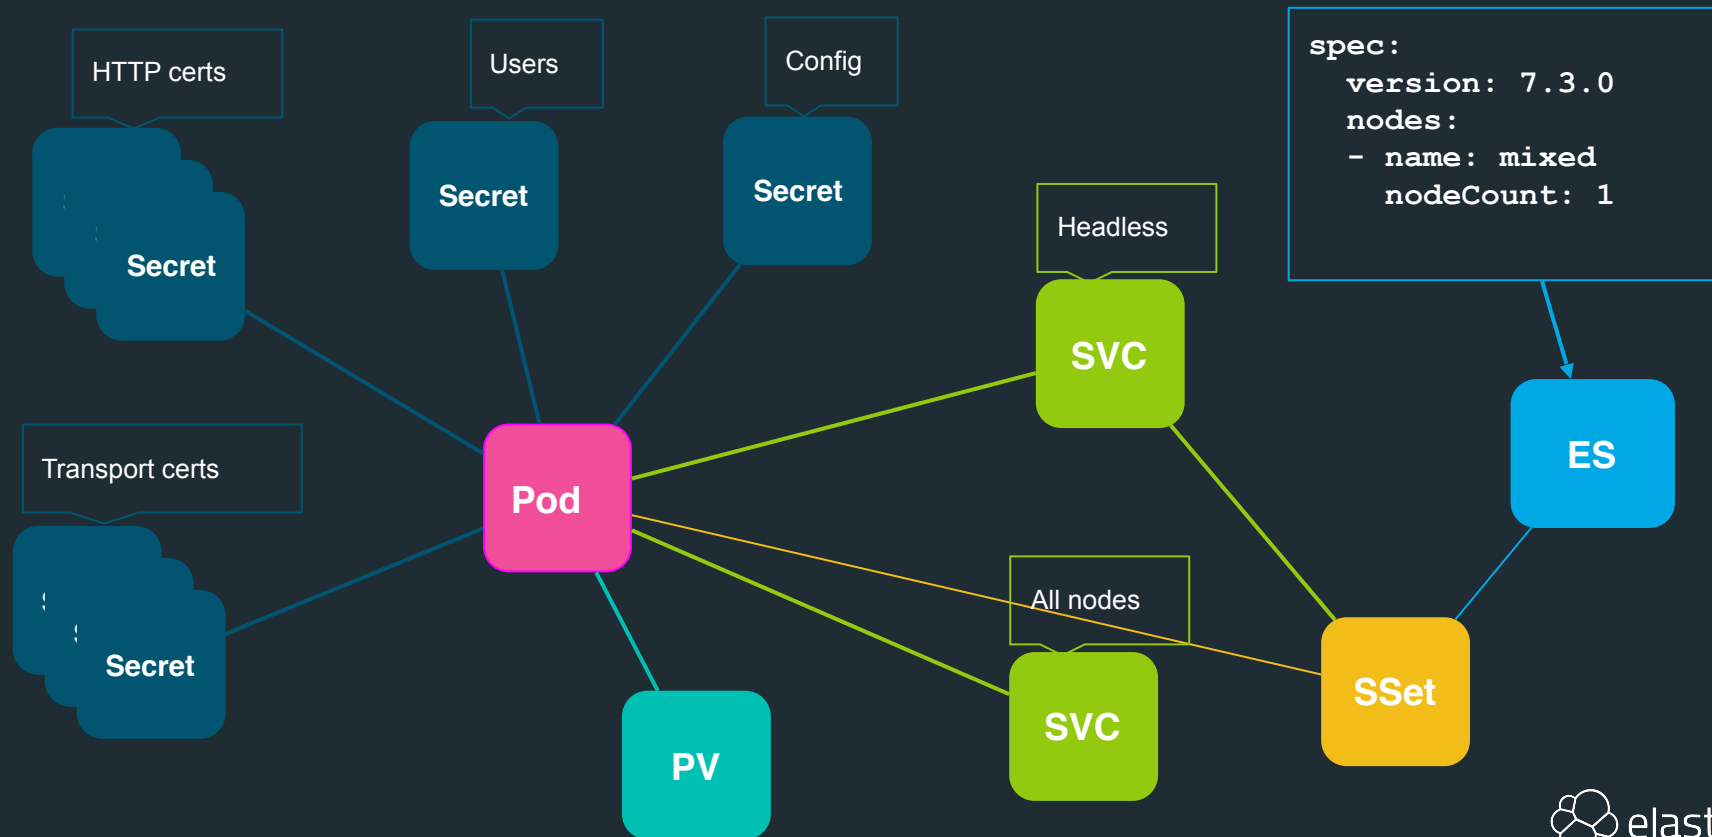 HTTP certs
Users
Config
spec:
  version: 7.3.0
  nodes:
  - name: mixed
    nodeCount: 1
Secret
Secret
Secret
Headless
SVC
Transport certs
Pod
ES
All nodes
Secret
SSet
SVC
PV
elast